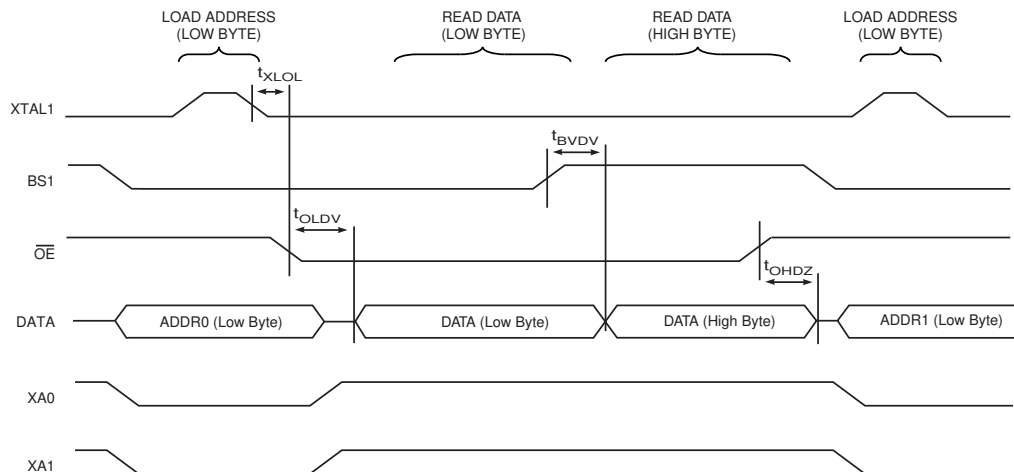 LOAD ADDRESS
(LOW BYTE)
READ DATA
(LOW BYTE)
READ DATA
(HIGH BYTE)
LOAD ADDRESS
(LOW BYTE)
tXLOL
XTAL1
tBVDV
BS1
tOLDV
OE
tOHDZ
DATA
ADDR0 (Low Byte)
DATA (Low Byte)
DATA (High Byte)
ADDR1 (Low Byte)
XA0
XA1